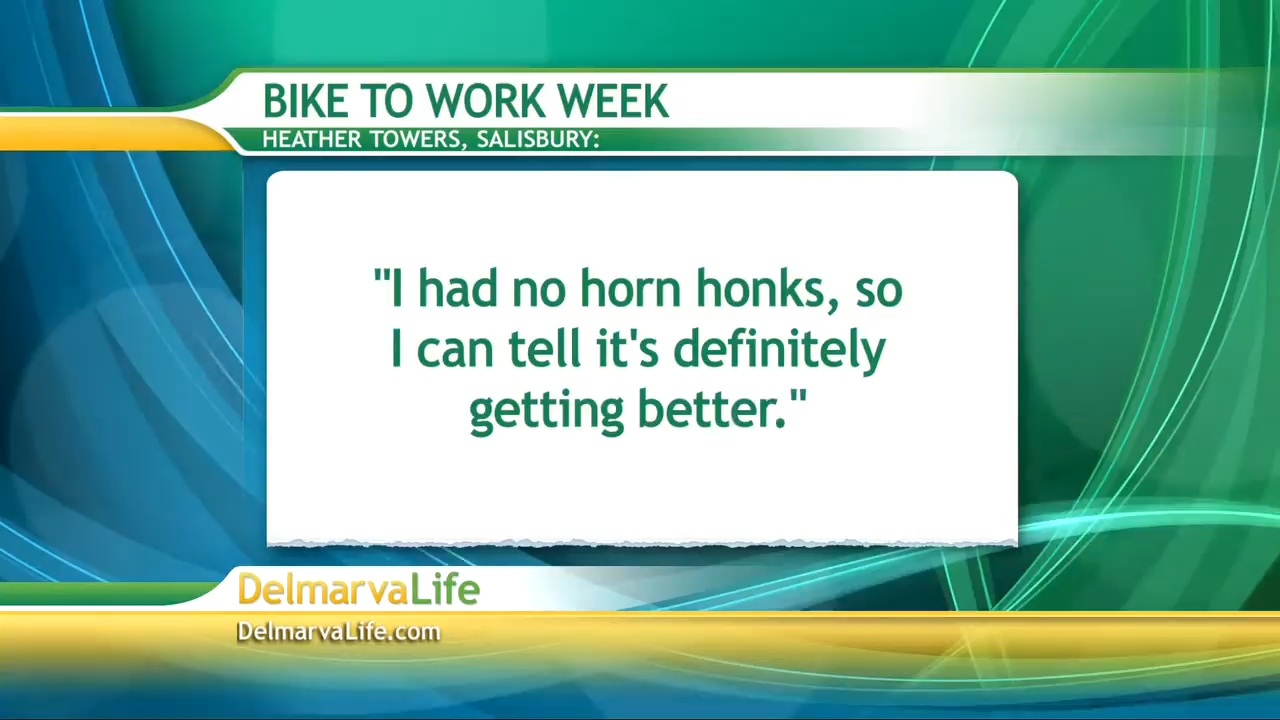 BIKE TO WORK WEEK
HEATHER TOWERS, SALISBURY:
"I had no horn honks, so
I can tell it's definitely
getting better."
DelmarvaLife
DelmarvaLife.com